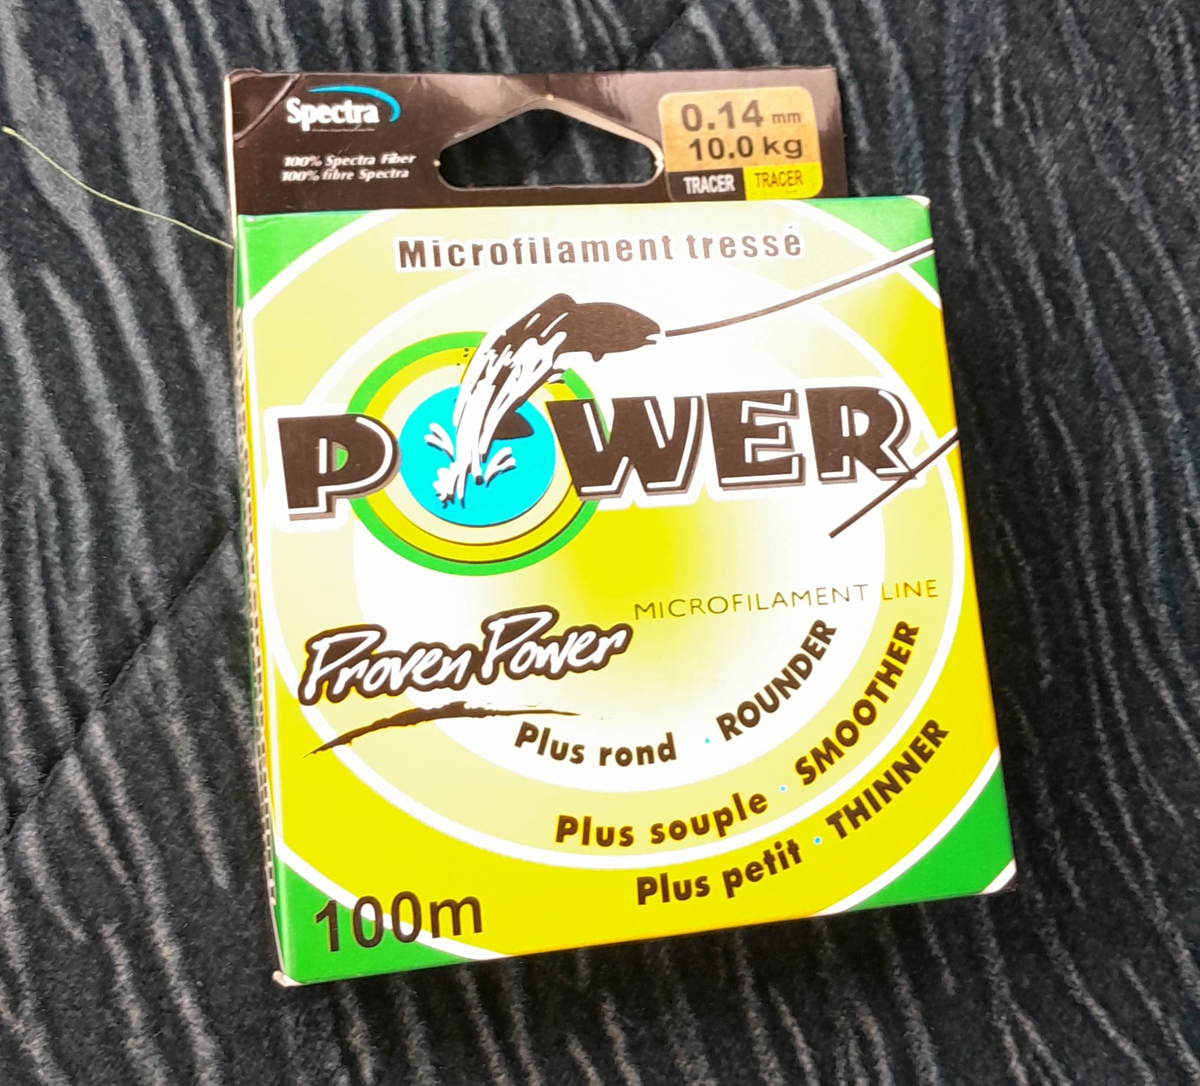 Spectra
100% Spectra Fiber
100% fibre Spectra
0.14 mm
10.0 kg
TRACER TRACER
Microfilament tressé
POWER
MICROFILAMENT LINE
Proven Power
Plus rond · ROUNDER
Plus souple · SMOOTHER
Plus petit · THINNER
100m